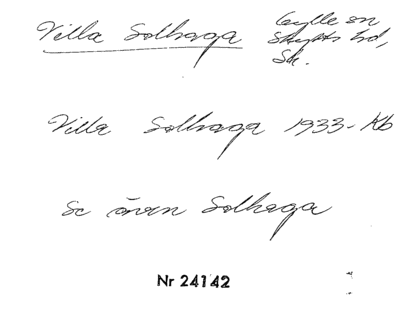 Villa Solhaga Gylle sn
Skytts hd,
Sk.
Villa Solhaga 1933- Kb
Se även Solhaga
Nr 24142